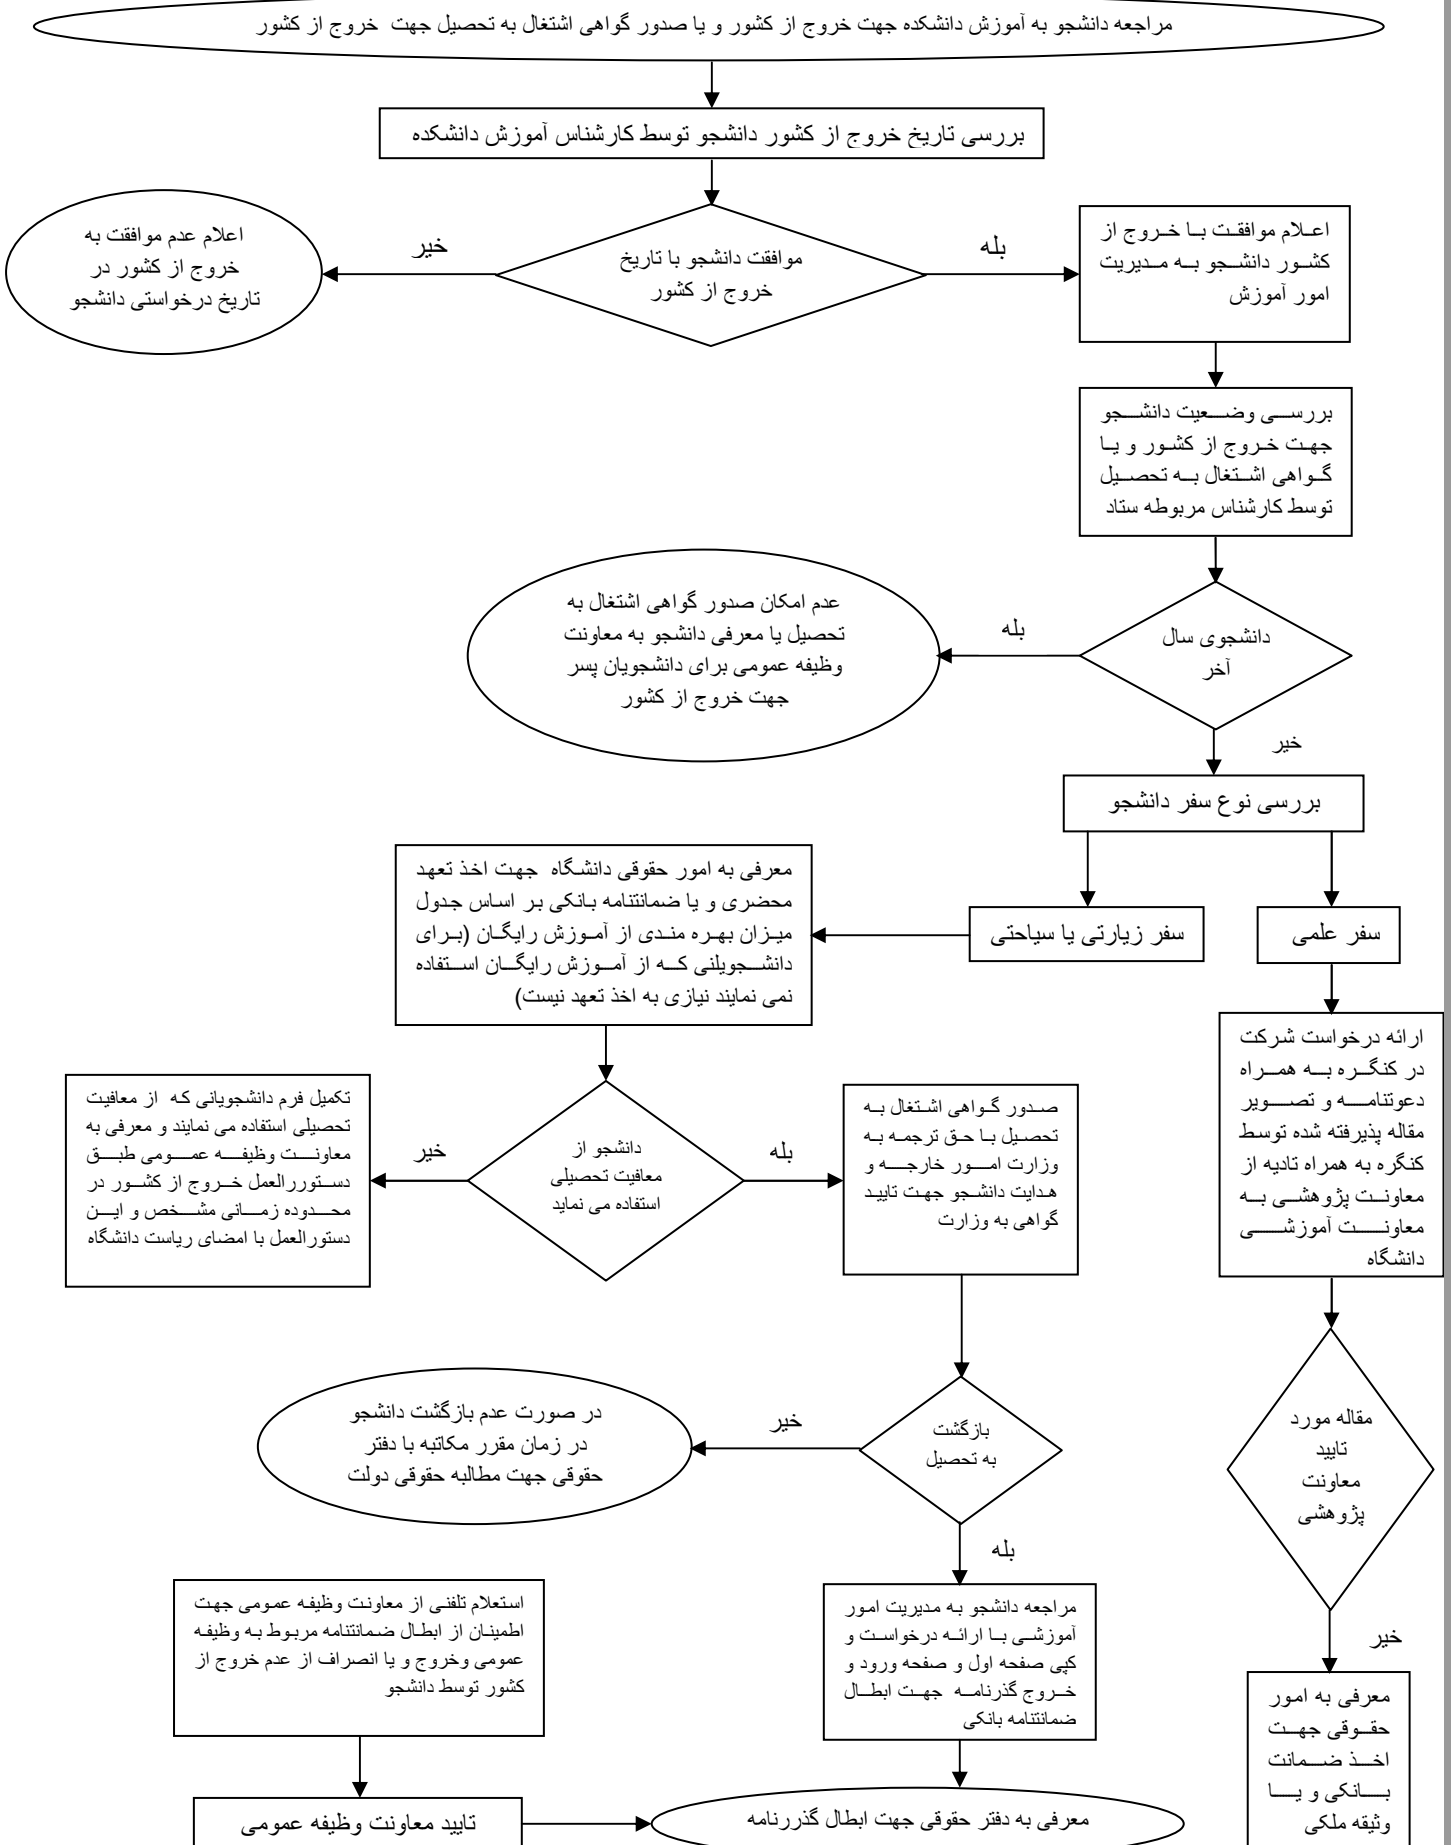 مراجعه دانشجو به آموزش دانشکده جهت خروج از کشور و یا صدور گواهی اشتغال به تحصیل جهت خروج از کشور
بررسی تاریخ خروج از کشور دانشجو توسط کارشناس آموزش دانشکده
موافقت دانشجو با تاریخ
خروج از کشور
خیر
اعلام عدم موافقت به
خروج از کشور در
تاریخ درخواستی دانشجو
بله
اعلام موافقت با خروج از
کشور دانشجو به مدیریت
امور آموزش
بررسی وضعیت دانشجو
جهت خروج از کشور و یا
گواهی اشتغال به تحصیل
توسط کارشناس مربوطه ستاد
دانشجوی سال
آخر
بله
عدم امکان صدور گواهی اشتغال به
تحصیل یا معرفی دانشجو به معاونت
وظیفه عمومی برای دانشجویان پسر
جهت خروج از کشور
خیر
بررسی نوع سفر دانشجو
سفر علمی
سفر زیارتی یا سیاحتی
معرفی به امور حقوقی دانشگاه جهت اخذ تعهد
محضری و یا ضمانتنامه بانکی بر اساس جدول
میزان بهره مندی از آموزش رایگان (برای
دانشجویلنی که از آموزش رایگان استفاده
نمی نمایند نیازی به اخذ تعهد نیست)
ارائه درخواست شرکت
در کنگره به همراه
دعوتنامه و تصویر
مقاله پذیرفته شده توسط
کنگره به همراه تادیه از
معاونت پژوهشی به
معاونت آموزشی
دانشگاه
دانشجو از
معافیت تحصیلی
استفاده می نماید
خیر
تکمیل فرم دانشجویانی که از معافیت
تحصیلی استفاده می نمایند و معرفی به
معاونت وظیفه عمومی طبق
دستوررالعمل خروج از کشور در
محدوده زمانی مشخص و این
دستورالعمل با امضای ریاست دانشگاه
بله
صدور گواهی اشتغال به
تحصیل با حق ترجمه به
وزارت امور خارجه و
هدایت دانشجو جهت تایید
گواهی به وزارت
بازگشت
به تحصیل
خیر
در صورت عدم بازگشت دانشجو
در زمان مقرر مکاتبه با دفتر
حقوقی جهت مطالبه حقوقی دولت
مقاله مورد
تایید
معاونت
پژوهشی
بله
مراجعه دانشجو به مدیریت امور
آموزشی با ارائه درخواست و
کپی صفحه اول و صفحه ورود و
خروج گذرنامه جهت ابطال
ضمانتنامه بانکی
استعلام تلفنی از معاونت وظیفه عمومی جهت
اطمینان از ابطال ضمانتنامه مربوط به وظیفه
عمومی وخروج و یا انصراف از عدم خروج از
کشور توسط دانشجو
خیر
معرفی به امور
حقوقی جهت
اخذ ضمانت
بانکی و یا
وثیقه ملکی
تایید معاونت وظیفه عمومی
معرفی به دفتر حقوقی جهت ابطال گذررنامه